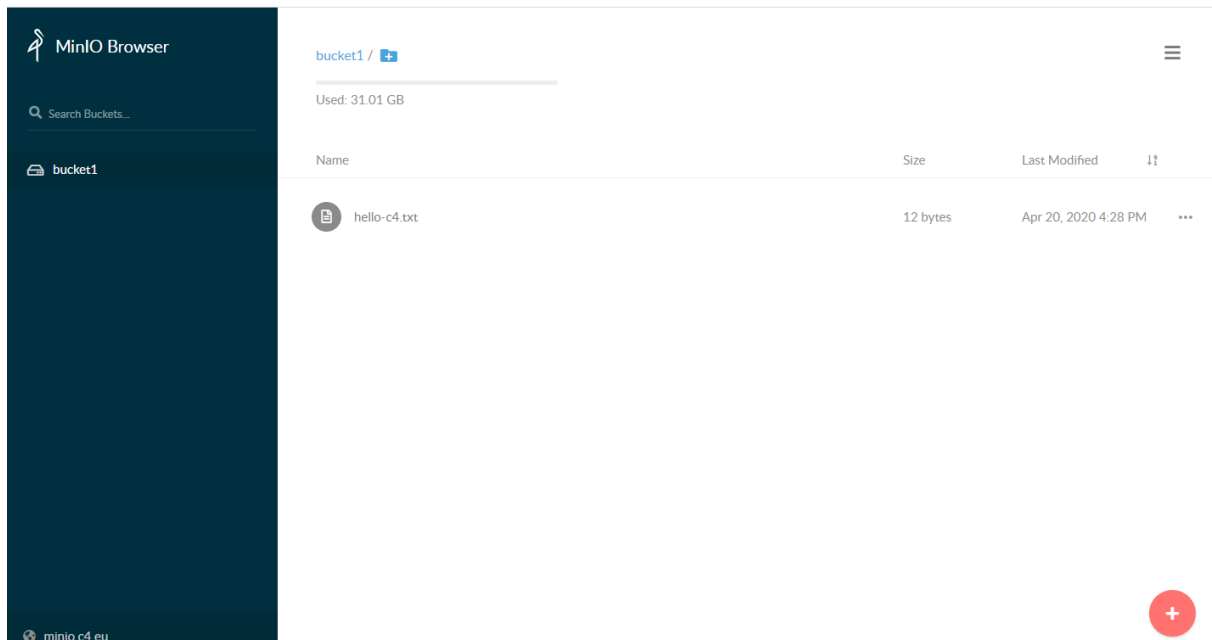 MinIO Browser
Search Buckets...
bucket1
bucket1 /
Used: 31.01 GB
Name Size Last Modified
hello-c4.txt 12 bytes Apr 20, 2020 4:28 PM
minio c4 eu